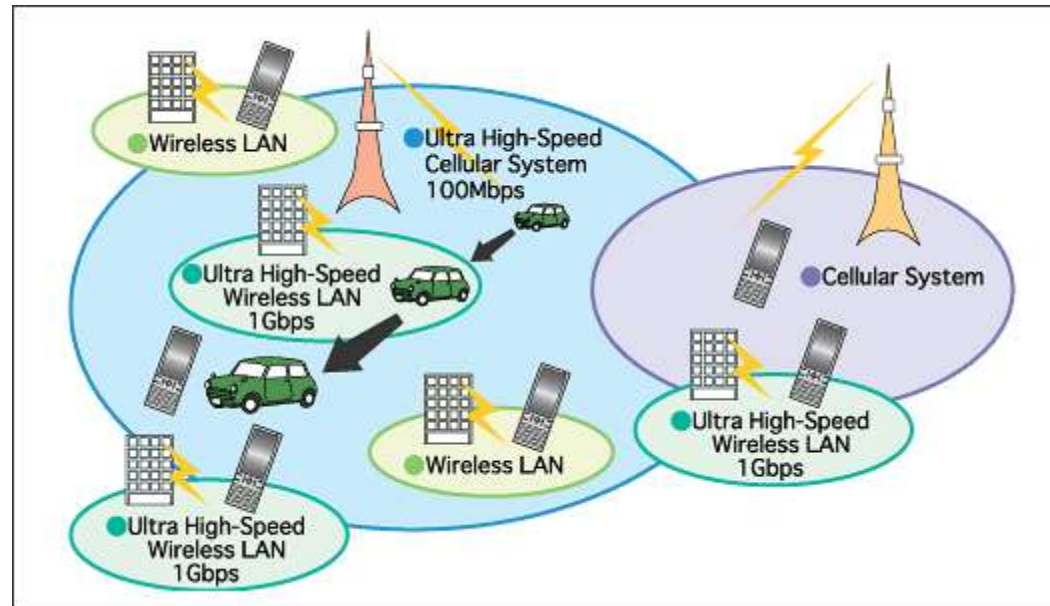 Wireless LAN
Ultra High-Speed
Cellular System
100Mbps
Ultra High-Speed
Wireless LAN
1Gbps
Cellular System
Ultra High-Speed
Wireless LAN
1Gbps
Wireless LAN
Ultra High-Speed
Wireless LAN
1Gbps